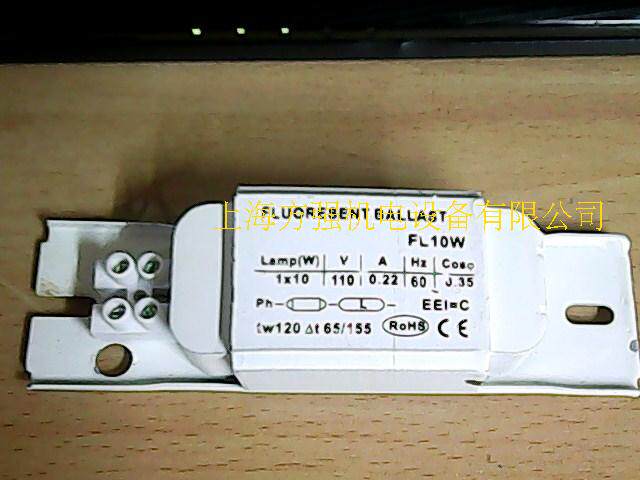 FLUORESENT BALLAST
上海方强机电设备有限公司
FL10W
Lamp(W) V A Hz Cosφ
1x10 110 0.22 60 J.35
Ph L EEI=C
tw120 Δt 65/155 RoHS CE